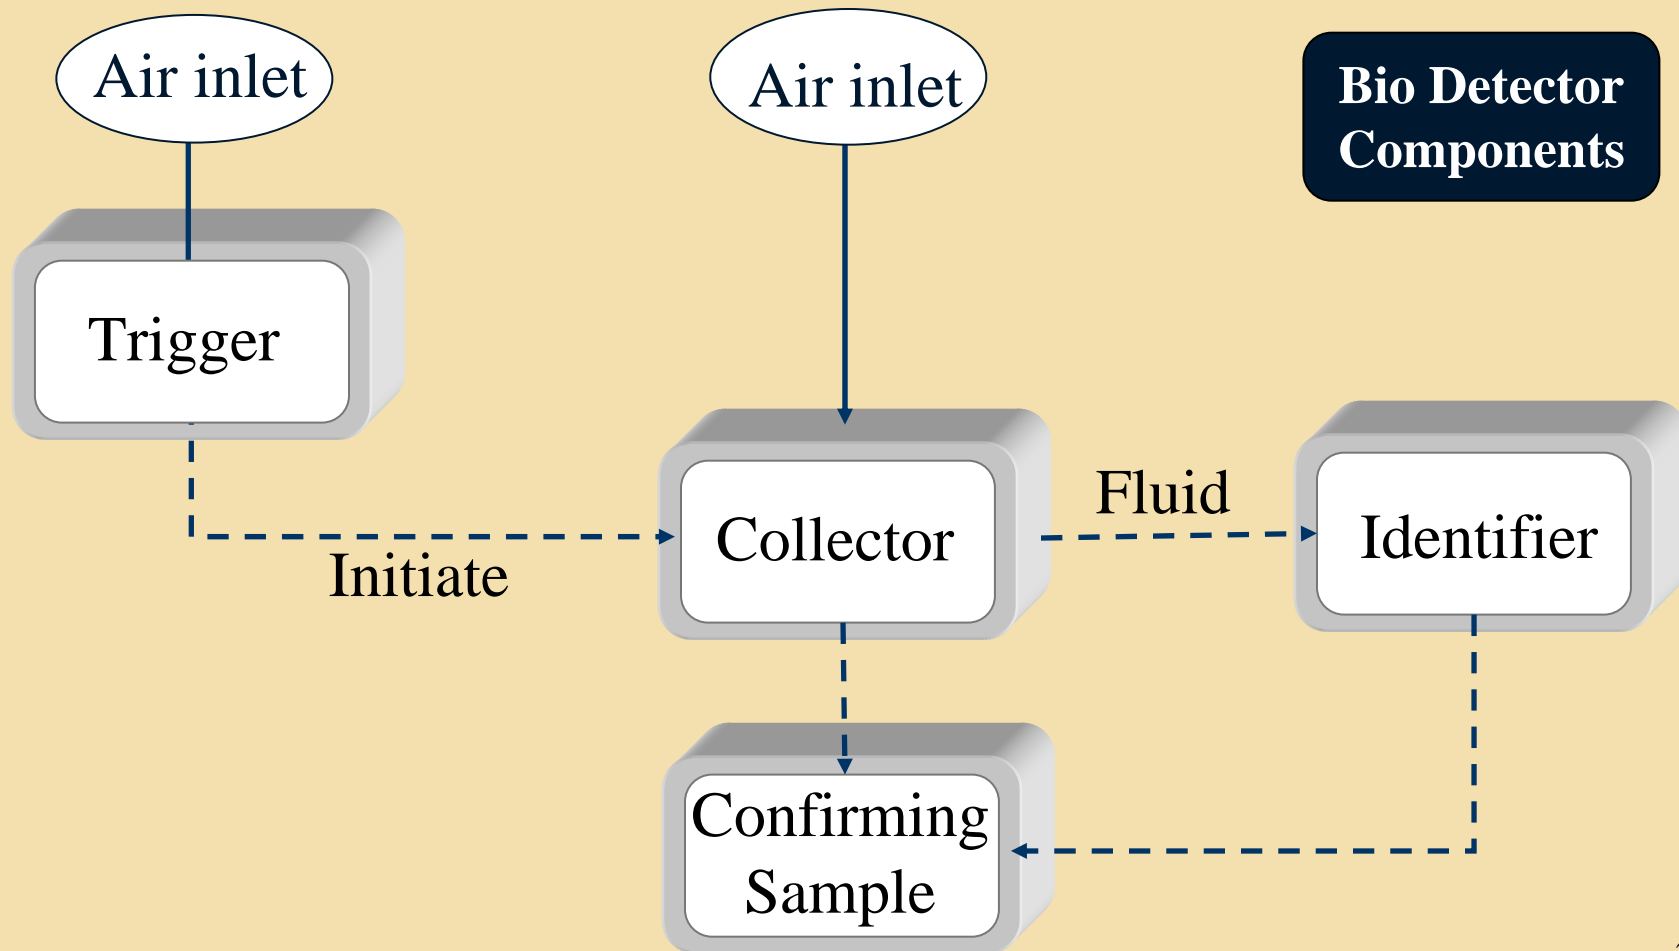 Air inlet
Air inlet
Bio Detector
Components
Trigger
Fluid
Collector
Identifier
Initiate
Confirming
Sample